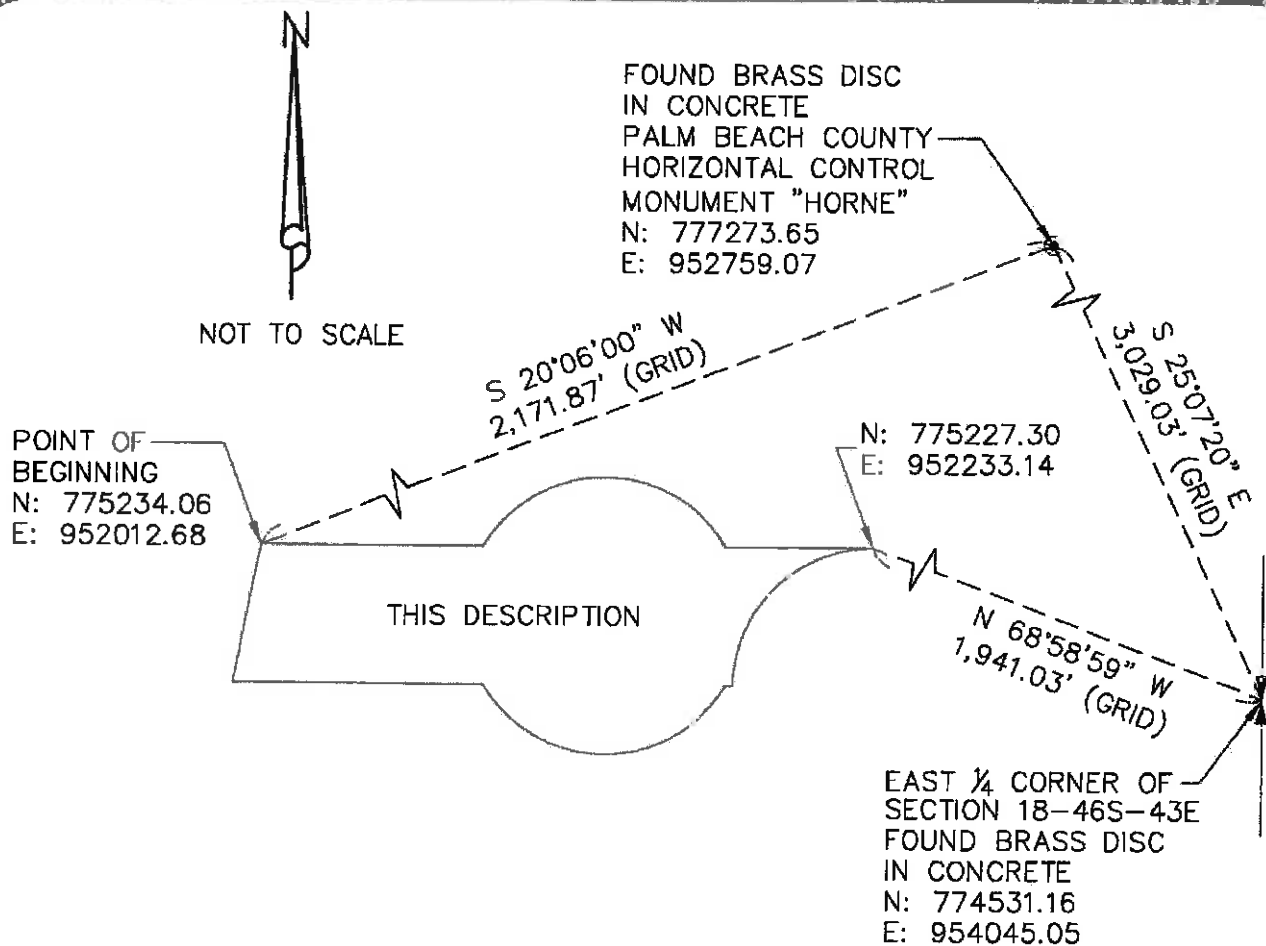 N
NOT TO SCALE
FOUND BRASS DISC
IN CONCRETE
PALM BEACH COUNTY
HORIZONTAL CONTROL
MONUMENT "HORNE"
N: 777273.65
E: 952759.07
S 20°06'00" W
2,171.87' (GRID)
S 25°07'20" E
3,029.03' (GRID)
POINT OF
BEGINNING
N: 775234.06
E: 952012.68
N: 775227.30
E: 952233.14
THIS DESCRIPTION
N 68°58'59" W
1,941.03' (GRID)
EAST ¼ CORNER OF
SECTION 18-46S-43E
FOUND BRASS DISC
IN CONCRETE
N: 774531.16
E: 954045.05